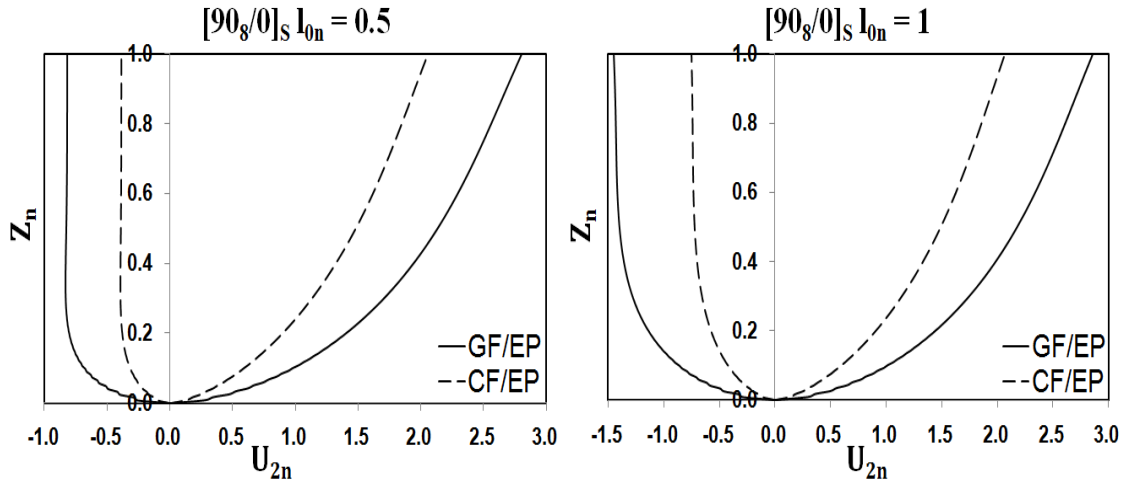 [90₈/0]S l₀ₙ = 0.5
1.0
0.8
0.6
0.4
0.2
0.0
Zₙ
GF/EP
CF/EP
-1.0 -0.5 0.0 0.5 1.0 1.5 2.0 2.5 3.0
U₂ₙ
[90₈/0]S l₀ₙ = 1
1.0
0.8
0.6
0.4
0.2
0.0
Zₙ
GF/EP
CF/EP
-1.5 -1.0 -0.5 0.0 0.5 1.0 1.5 2.0 2.5 3.0
U₂ₙ